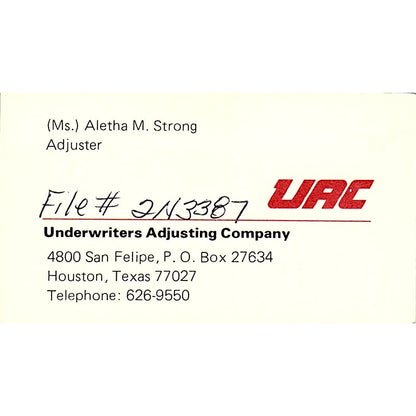 (Ms.) Aletha M. Strong
Adjuster
File # 2N3387
UAC
Underwriters Adjusting Company
4800 San Felipe, P. O. Box 27634
Houston, Texas 77027
Telephone: 626-9550